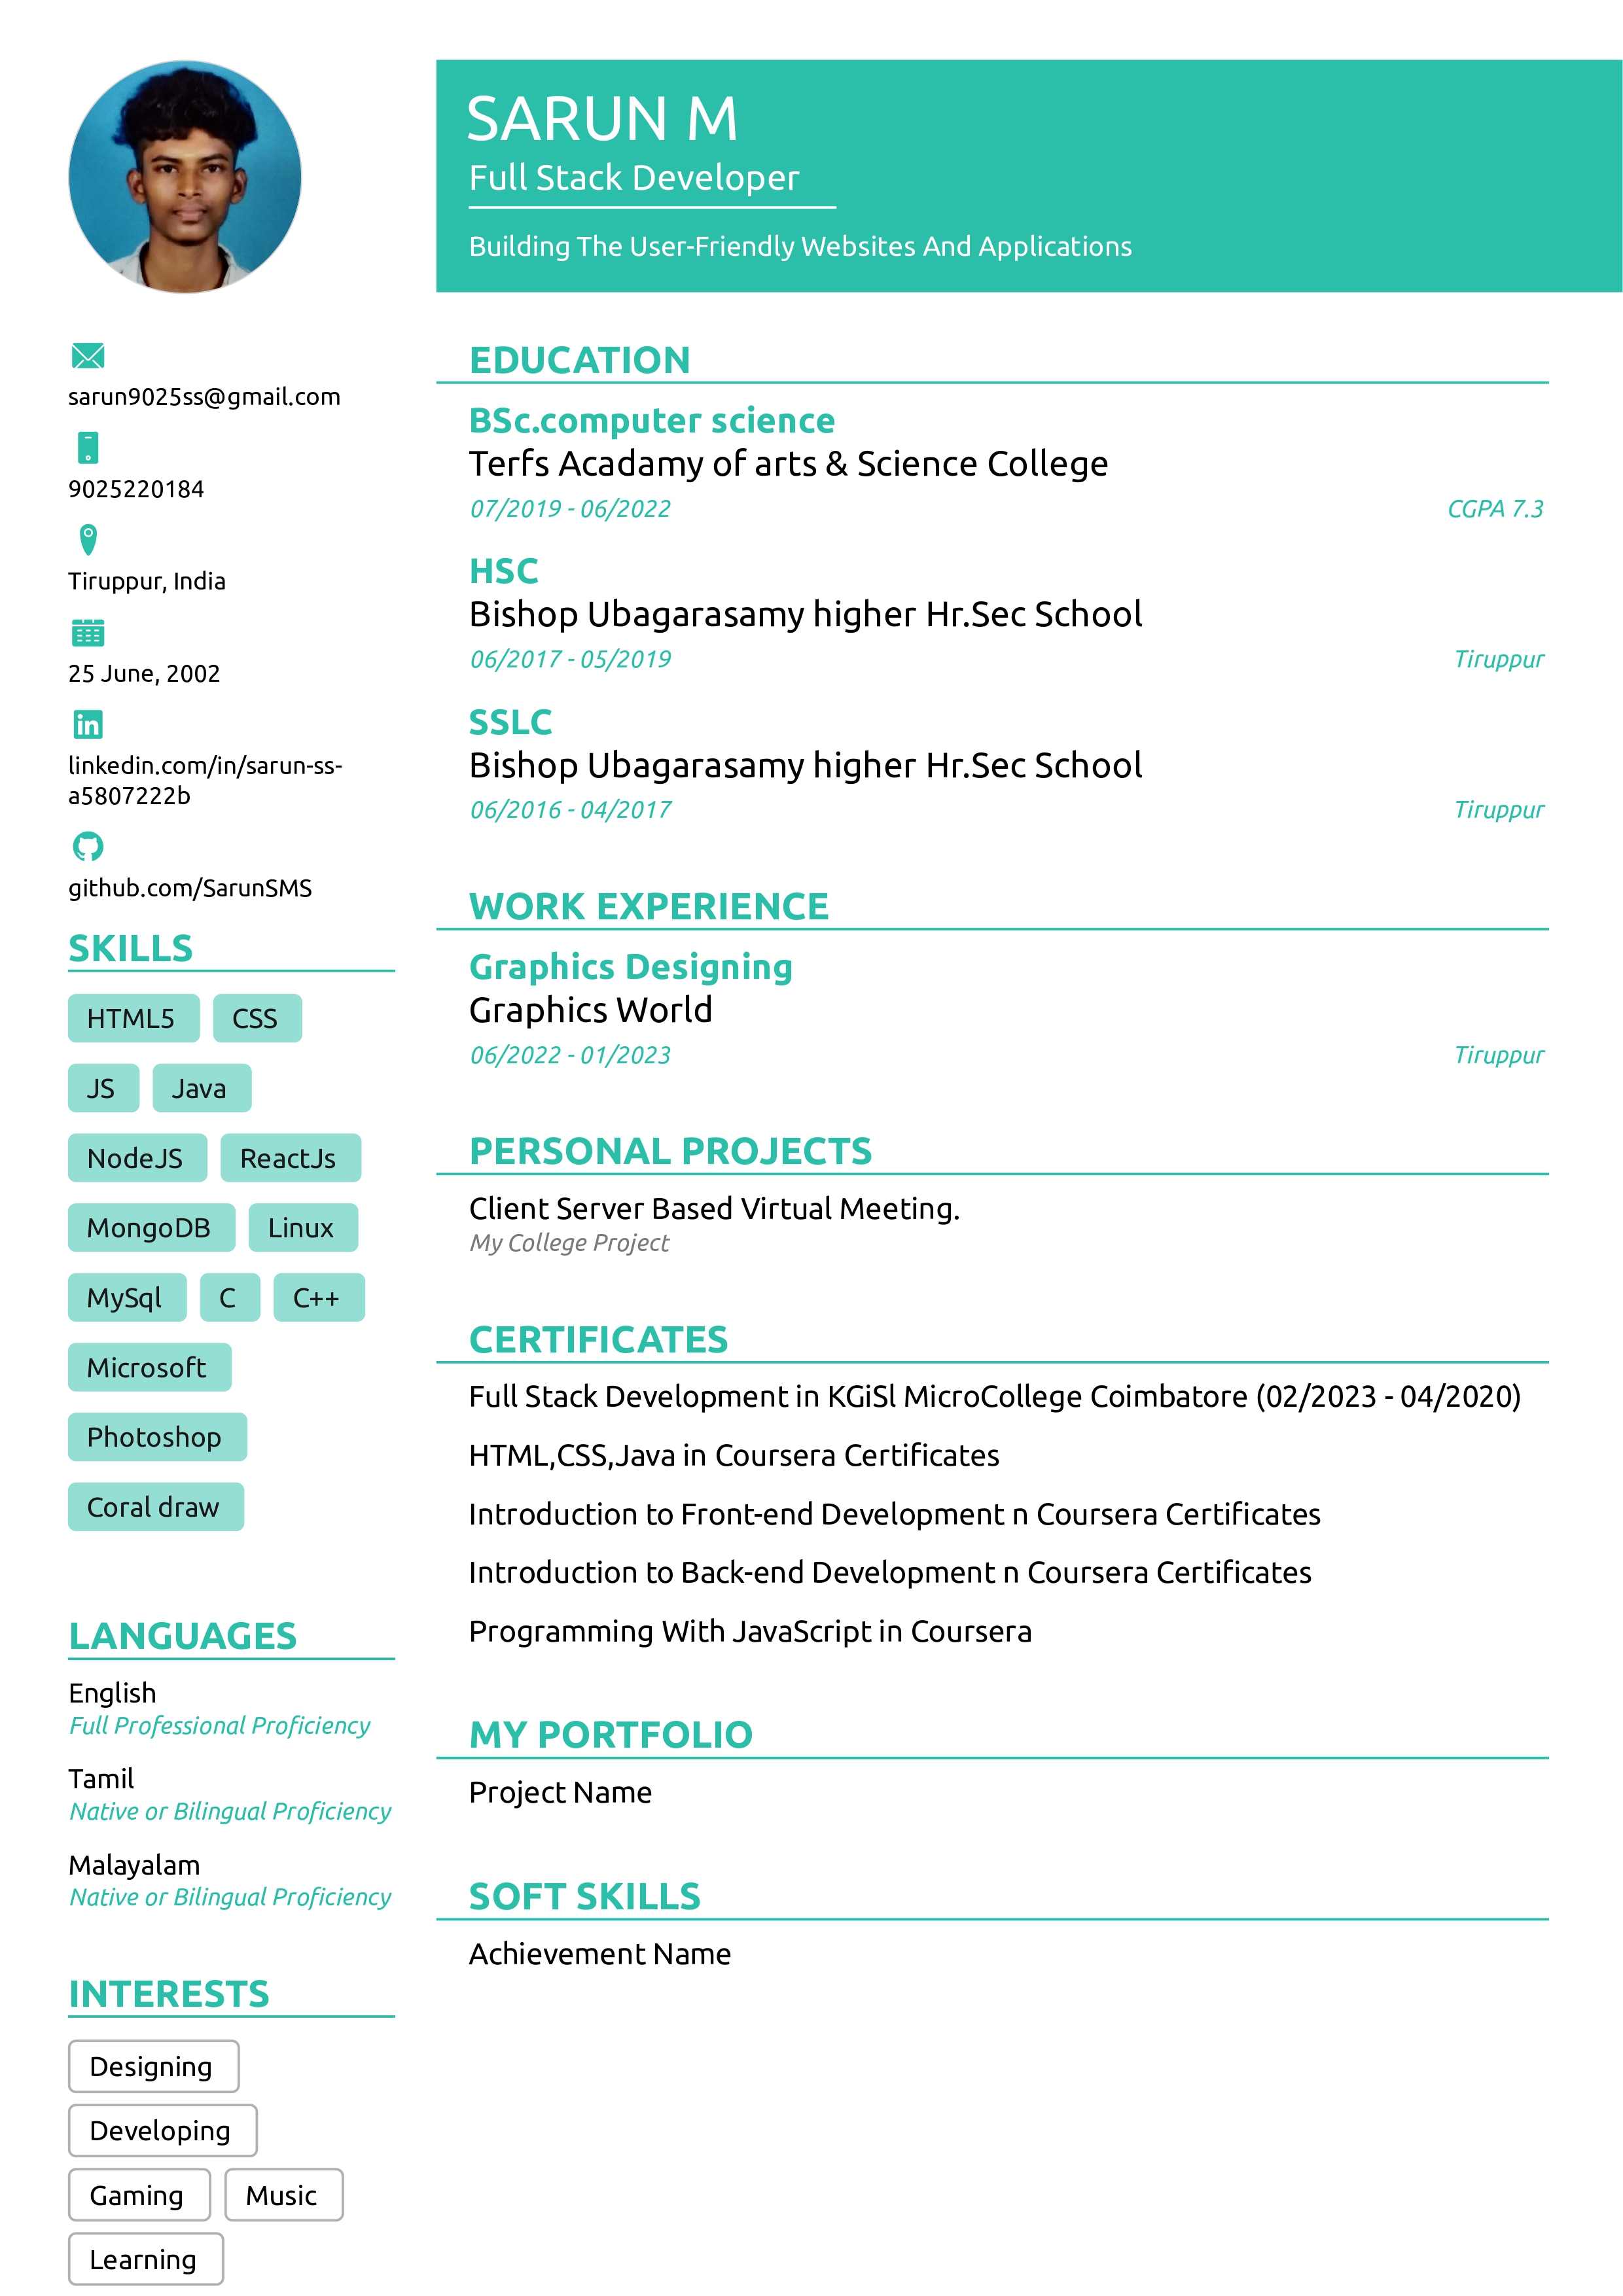 SARUN M
Full Stack Developer
Building The User-Friendly Websites And Applications
sarun9025ss@gmail.com
9025220184
Tiruppur, India
25 June, 2002
linkedin.com/in/sarun-ss-
a5807222b
github.com/SarunSMS
SKILLS
HTML5 CSS
JS Java
NodeJS ReactJs
MongoDB Linux
MySql C C++
Microsoft
Photoshop
Coral draw
LANGUAGES
English
Full Professional Proficiency
Tamil
Native or Bilingual Proficiency
Malayalam
Native or Bilingual Proficiency
INTERESTS
Designing
Developing
Gaming Music
Learning
EDUCATION
BSc.computer science
Terfs Acadamy of arts & Science College
07/2019 - 06/2022 CGPA 7.3
HSC
Bishop Ubagarasamy higher Hr.Sec School
06/2017 - 05/2019 Tiruppur
SSLC
Bishop Ubagarasamy higher Hr.Sec School
06/2016 - 04/2017 Tiruppur
WORK EXPERIENCE
Graphics Designing
Graphics World
06/2022 - 01/2023 Tiruppur
PERSONAL PROJECTS
Client Server Based Virtual Meeting.
My College Project
CERTIFICATES
Full Stack Development in KGiSl MicroCollege Coimbatore (02/2023 - 04/2020)
HTML,CSS,Java in Coursera Certificates
Introduction to Front-end Development n Coursera Certificates
Introduction to Back-end Development n Coursera Certificates
Programming With JavaScript in Coursera
MY PORTFOLIO
Project Name
SOFT SKILLS
Achievement Name